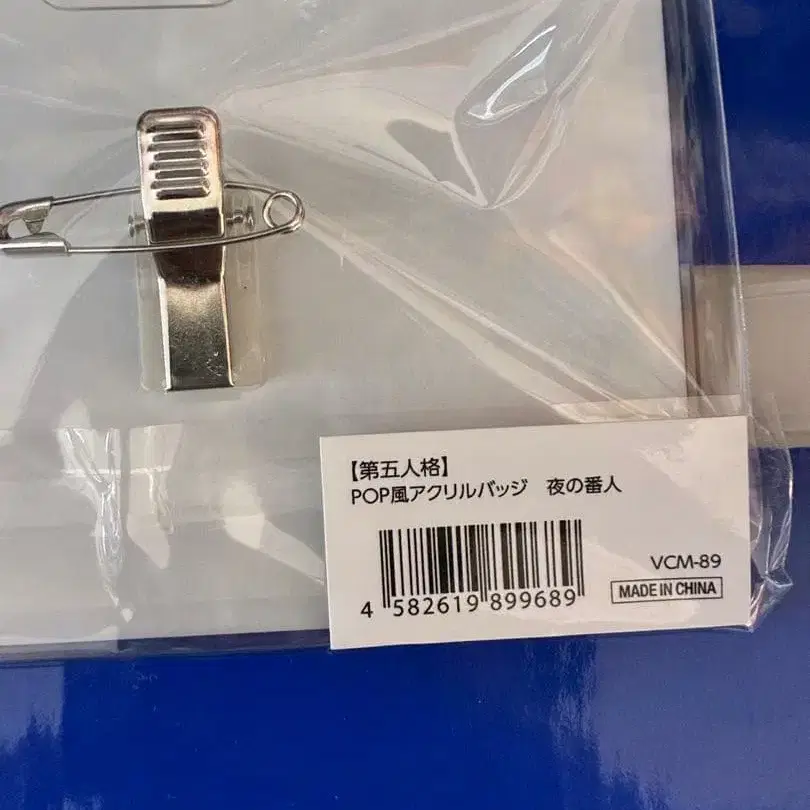 【第五人格】
POP風アクリルバッジ　夜の番人
VCM-89
MADE IN CHINA
4 582619 899689